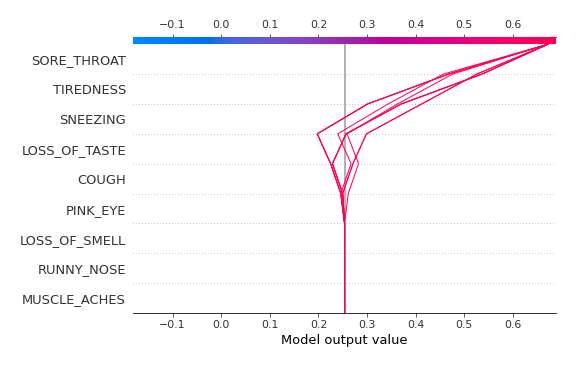 −0.1 0.0 0.1 0.2 0.3 0.4 0.5 0.6
SORE_THROAT
TIREDNESS
SNEEZING
LOSS_OF_TASTE
COUGH
PINK_EYE
LOSS_OF_SMELL
RUNNY_NOSE
MUSCLE_ACHES
−0.1 0.0 0.1 0.2 0.3 0.4 0.5 0.6
Model output value